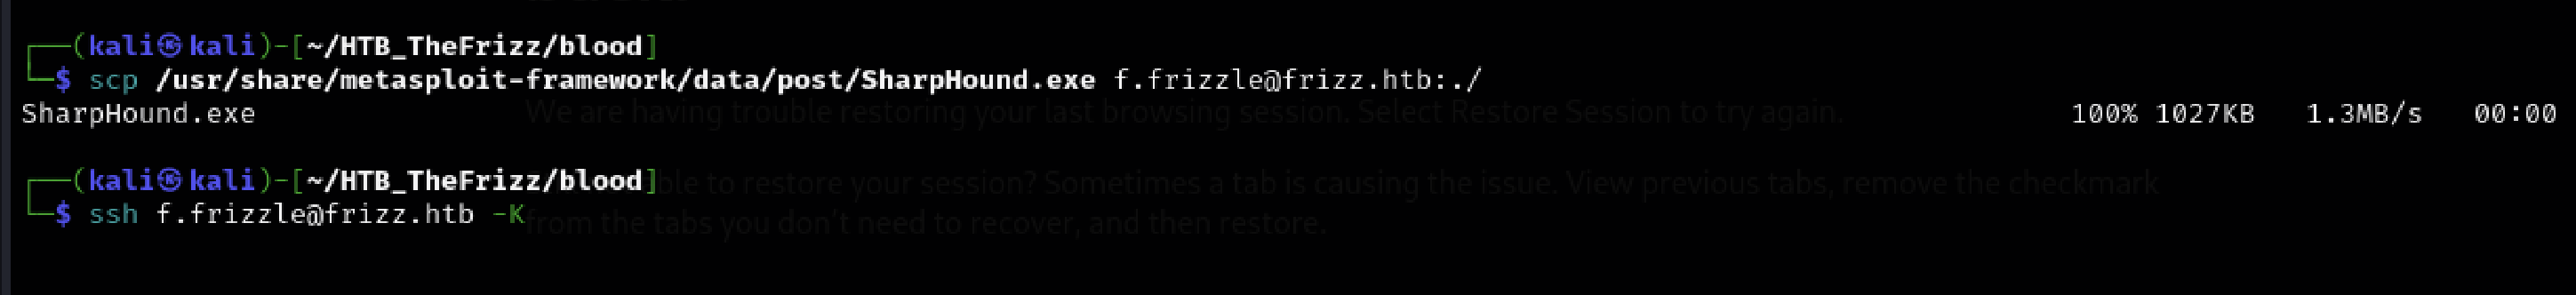 ┌──(kali㉿kali)-[~/HTB_TheFrizz/blood]
└─$ scp /usr/share/metasploit-framework/data/post/SharpHound.exe f.frizzle@frizz.htb:./
We are having trouble restoring your last browsing session. Select Restore Session to try again.
SharpHound.exe 100% 1027KB 1.3MB/s 00:00
┌──(kali㉿kali)-[~/HTB_TheFrizz/blood]
ble to restore your session? Sometimes a tab is causing the issue. View previous tabs, remove the checkmark
└─$ ssh f.frizzle@frizz.htb -K
from the tabs you don't need to recover, and then restore.